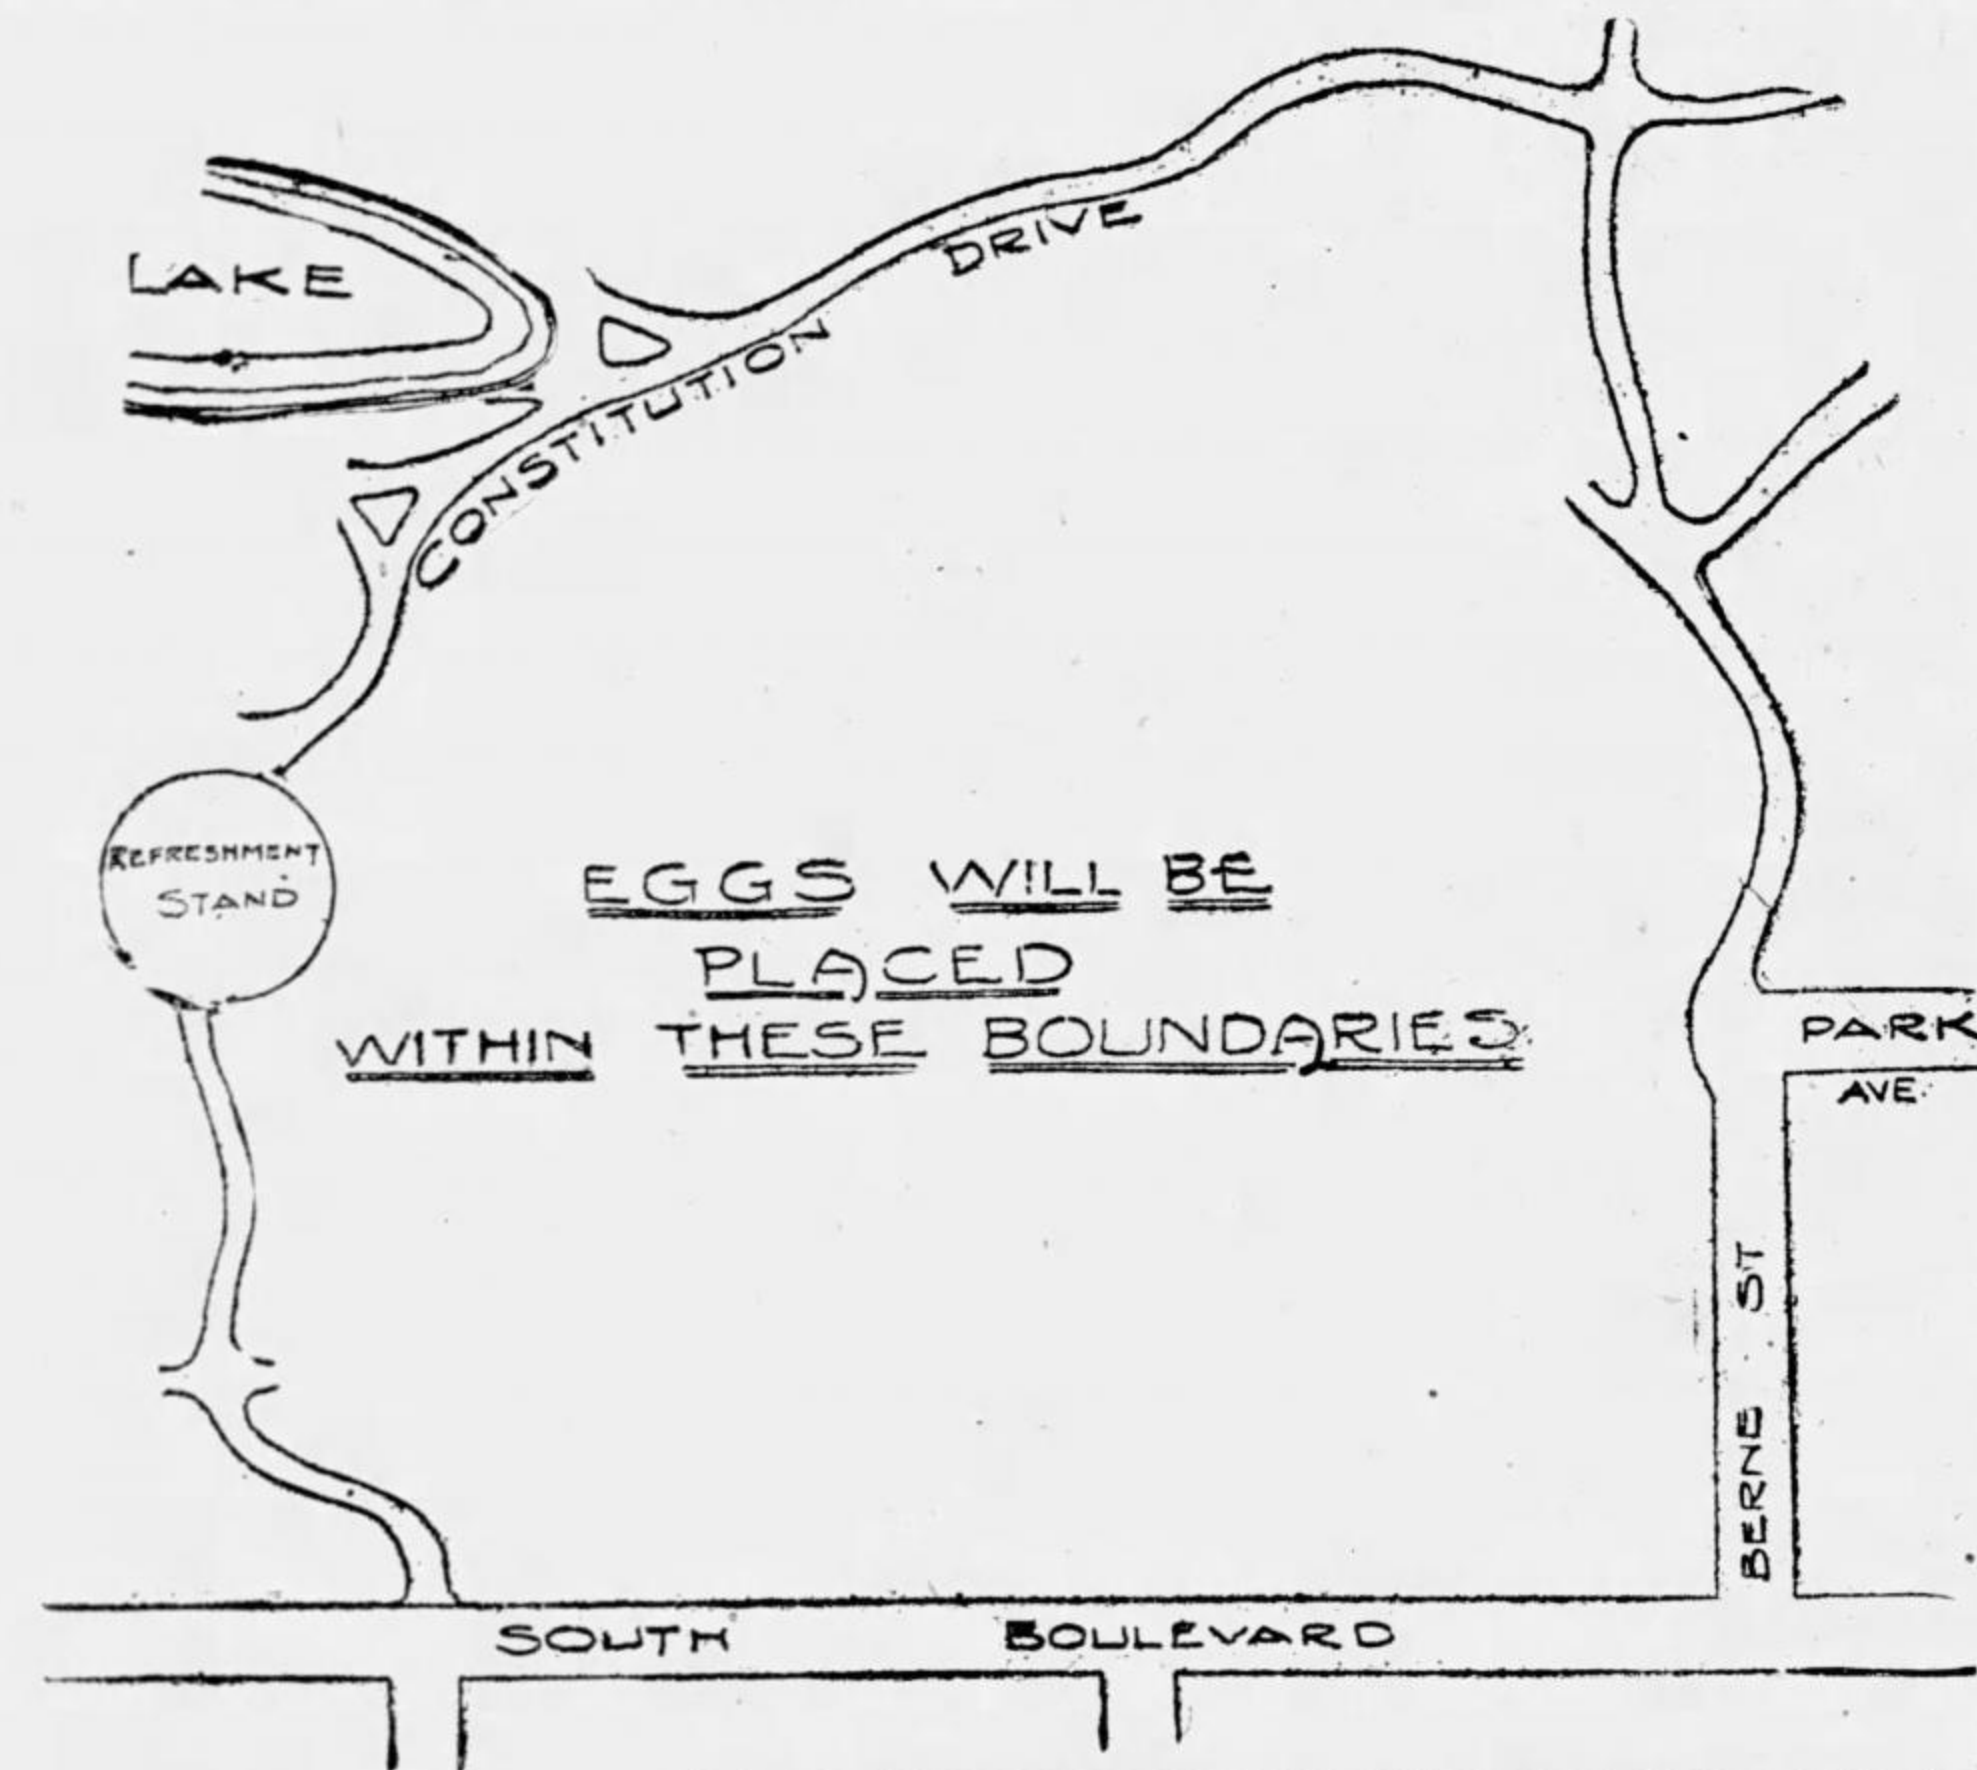 LAKE
CONSTITUTION DRIVE
REFRESHMENT
STAND
EGGS WILL BE
PLACED
WITHIN THESE BOUNDARIES
PARK
AVE.
BERNE ST
SOUTH BOULEVARD